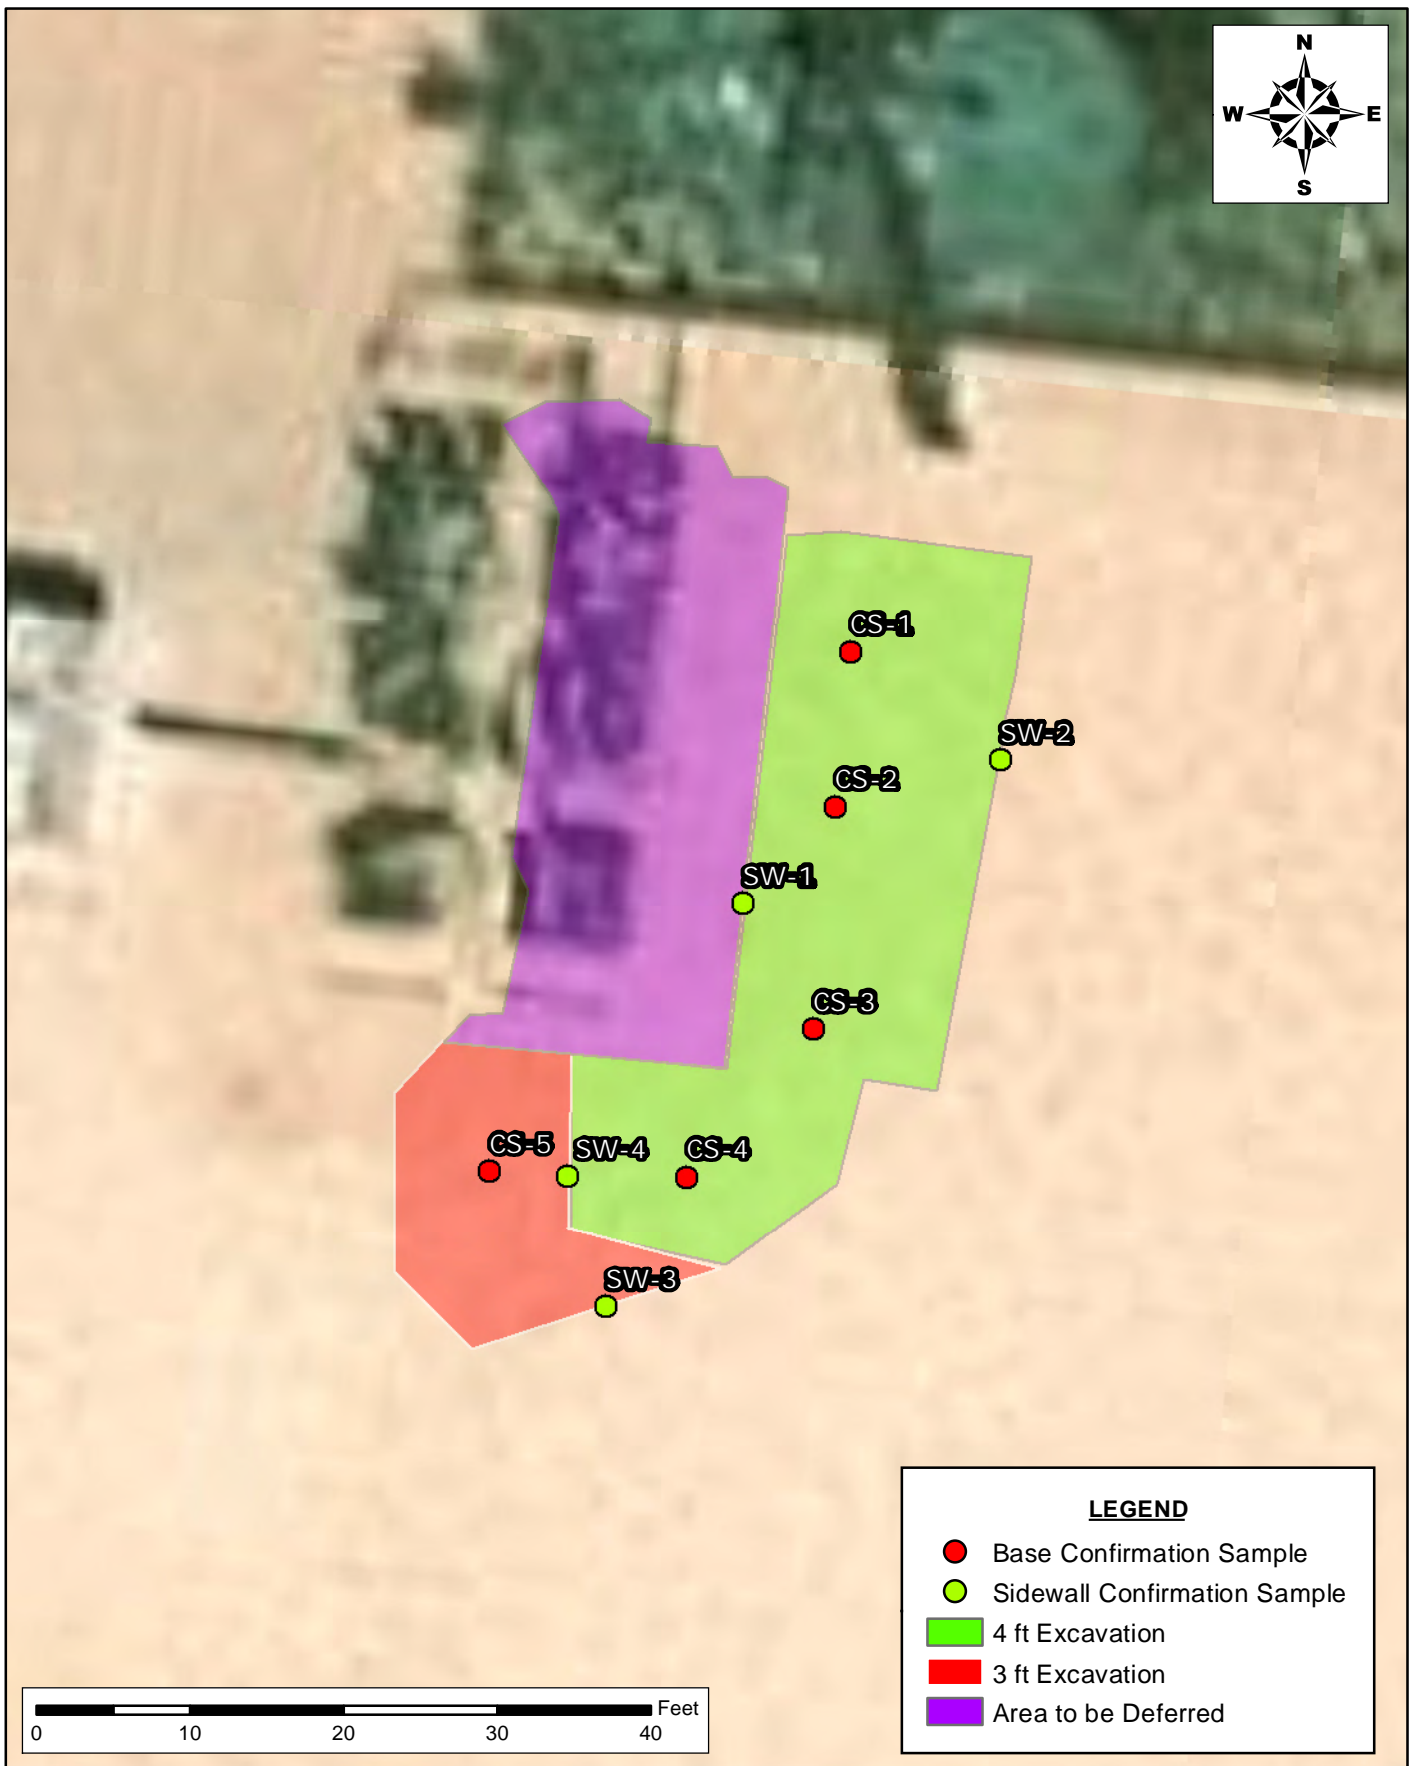 N
W E
S
CS-1
SW-2
CS-2
SW-1
CS-3
CS-5 SW-4 CS-4
SW-3
LEGEND
Base Confirmation Sample
Sidewall Confirmation Sample
4 ft Excavation
3 ft Excavation
Area to be Deferred
Feet
0 10 20 30 40